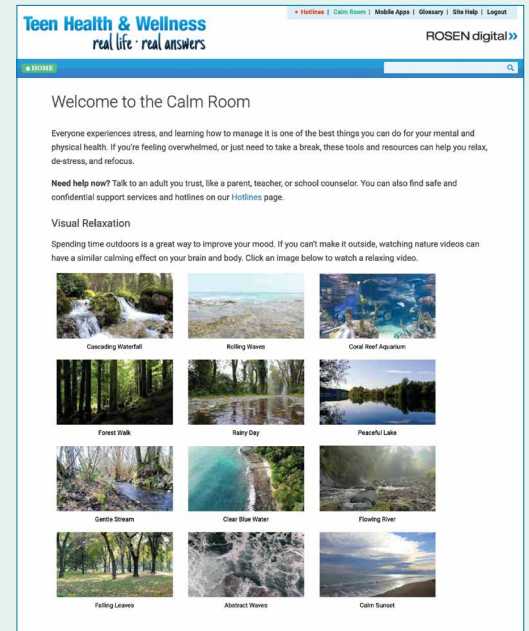 Teen Health & Wellness
real life · real answers
• Hotlines | Calm Room | Mobile Apps | Glossary | Site Help | Logout
ROSEN digital»
HOME
Welcome to the Calm Room
Everyone experiences stress, and learning how to manage it is one of the best things you can do for your mental and
physical health. If you're feeling overwhelmed, or just need to take a break, these tools and resources can help you relax,
de-stress, and refocus.
Need help now? Talk to an adult you trust, like a parent, teacher, or school counselor. You can also find safe and
confidential support services and hotlines on our Hotlines page.
Visual Relaxation
Spending time outdoors is a great way to improve your mood. If you can't make it outside, watching nature videos can
have a similar calming effect on your brain and body. Click an image below to watch a relaxing video.
Cascading Waterfall
Rolling Waves
Coral Reef Aquarium
Forest Walk
Rainy Day
Peaceful Lake
Gentle Stream
Clear Blue Water
Flowing River
Falling Leaves
Abstract Waves
Calm Sunset